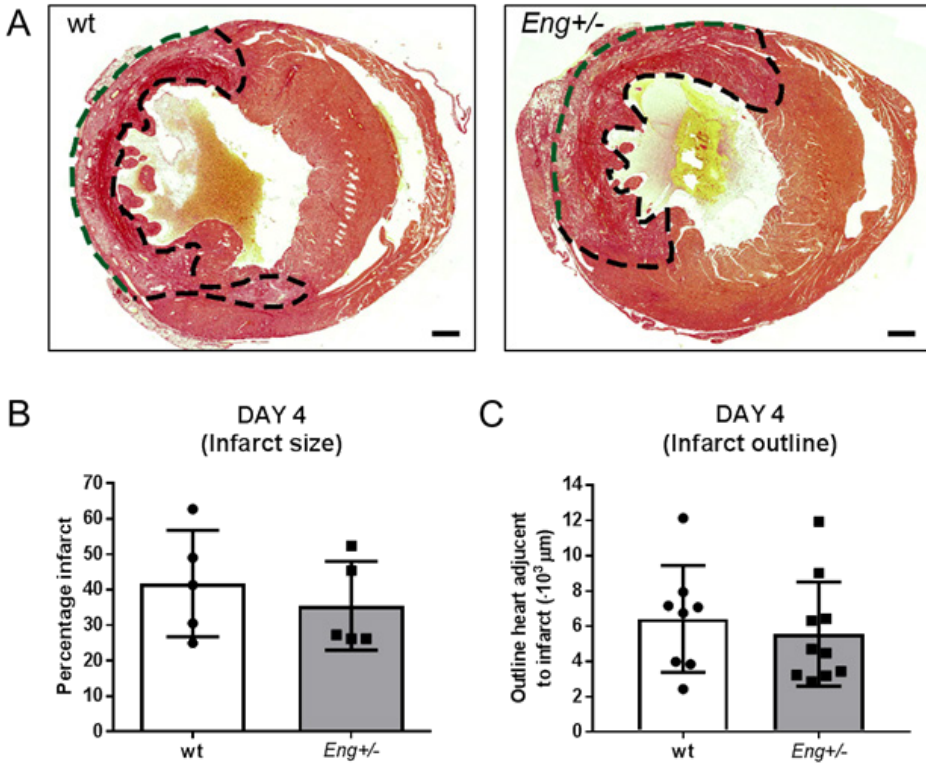 A
wt
Eng+/-
B
DAY 4
(Infarct size)
Percentage infarct
70
60
50
40
30
20
10
0
wt
Eng+/-
C
DAY 4
(Infarct outline)
Outline heart adjucent
to infarct (·10³ µm)
14
12
10
8
6
4
2
0
wt
Eng+/-